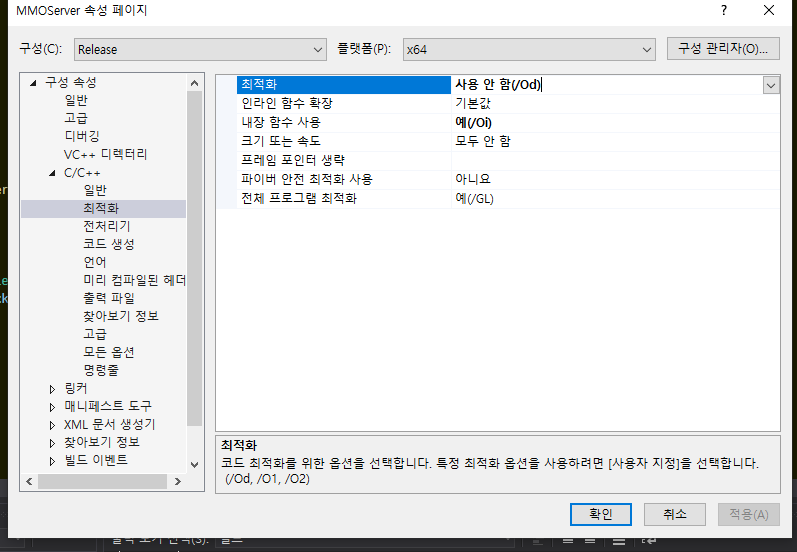 MMOServer 속성 페이지
?
구성(C): Release 플랫폼(P): x64 구성 관리자(O)...
구성 속성
일반
고급
디버깅
VC++ 디렉터리
C/C++
일반
최적화
전처리기
코드 생성
언어
미리 컴파일된 헤더
출력 파일
찾아보기 정보
고급
모든 옵션
명령줄
링커
매니페스트 도구
XML 문서 생성기
찾아보기 정보
빌드 이벤트
최적화 사용 안 함(/Od)
인라인 함수 확장 기본값
내장 함수 사용 예(/Oi)
크기 또는 속도 모두 안 함
프레임 포인터 생략
파이버 안전 최적화 사용 아니요
전체 프로그램 최적화 예(/GL)
최적화
코드 최적화를 위한 옵션을 선택합니다. 특정 최적화 옵션을 사용하려면 [사용자 지정]을 선택합니다.
(/Od, /O1, /O2)
확인 취소 적용(A)